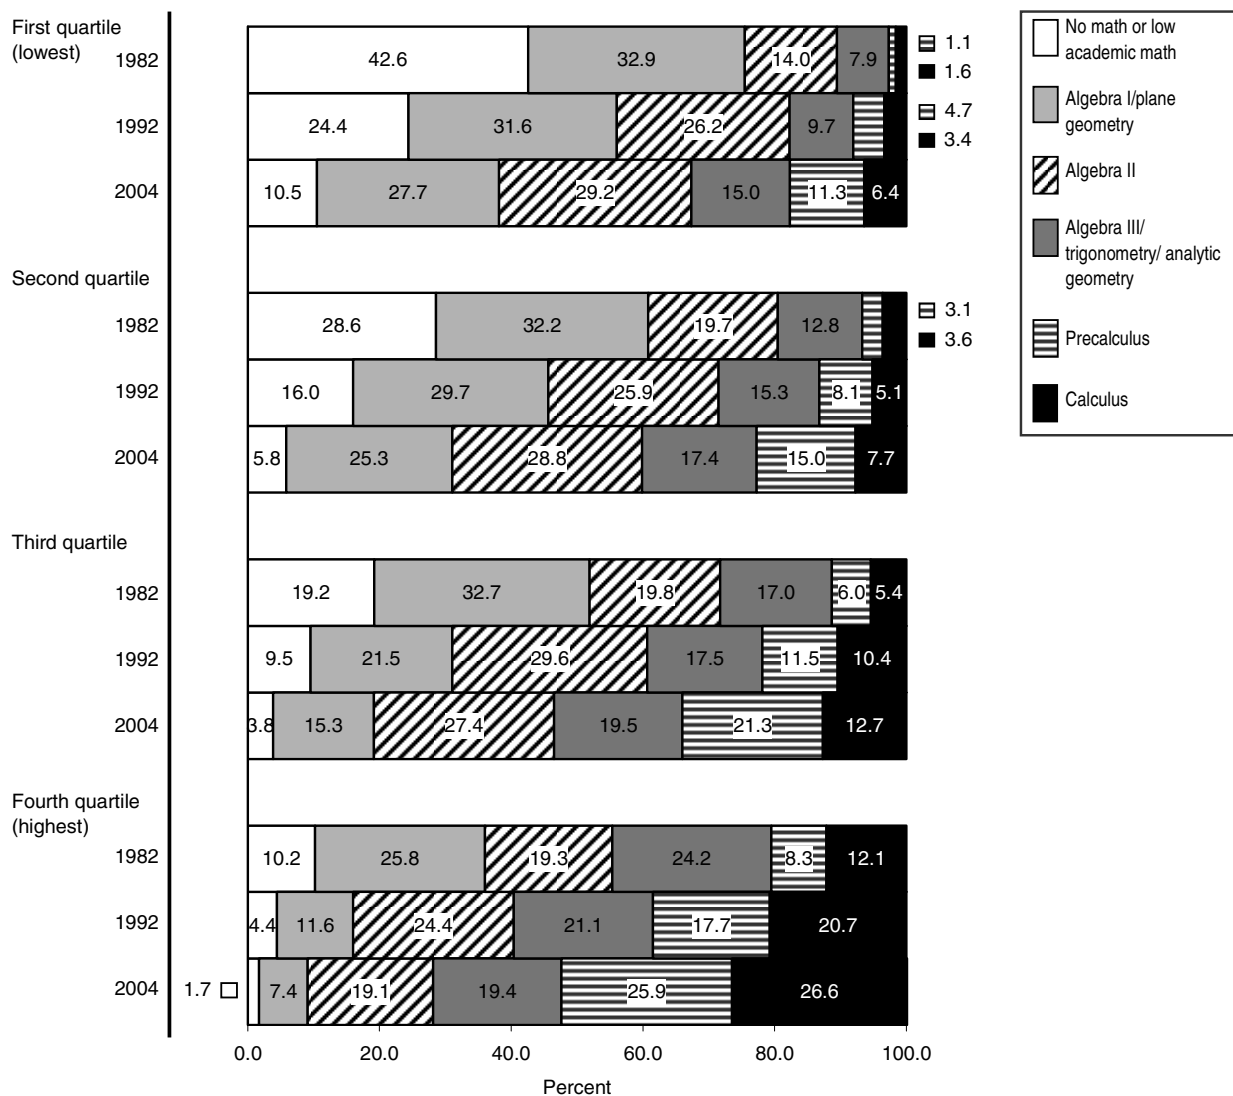 First quartile
(lowest)
1982
42.6 32.9 14.0 7.9
1.1
1.6
1992
24.4 31.6 26.2 9.7
4.7
3.4
2004
10.5 27.7 29.2 15.0 11.3 6.4
Second quartile
1982
28.6 32.2 19.7 12.8
3.1
3.6
1992
16.0 29.7 25.9 15.3 8.1 5.1
2004
5.8 25.3 28.8 17.4 15.0 7.7
Third quartile
1982
19.2 32.7 19.8 17.0 6.0 5.4
1992
9.5 21.5 29.6 17.5 11.5 10.4
2004
3.8 15.3 27.4 19.5 21.3 12.7
Fourth quartile
(highest)
1982
10.2 25.8 19.3 24.2 8.3 12.1
1992
4.4 11.6 24.4 21.1 17.7 20.7
2004
1.7 7.4 19.1 19.4 25.9 26.6
0.0 20.0 40.0 60.0 80.0 100.0
Percent
No math or low
academic math
Algebra I/plane
geometry
Algebra II
Algebra III/
trigonometry/ analytic
geometry
Precalculus
Calculus